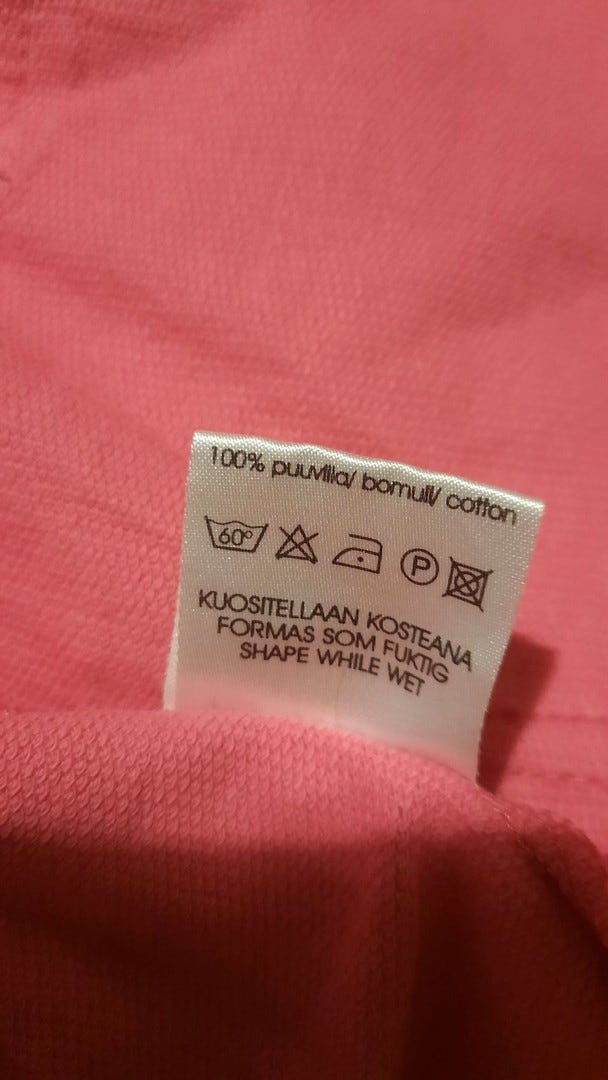 100% puuvilla/ bomull/ cotton
60° P
KUOSITELLAAN KOSTEANA
FORMAS SOM FUKTIG
SHAPE WHILE WET